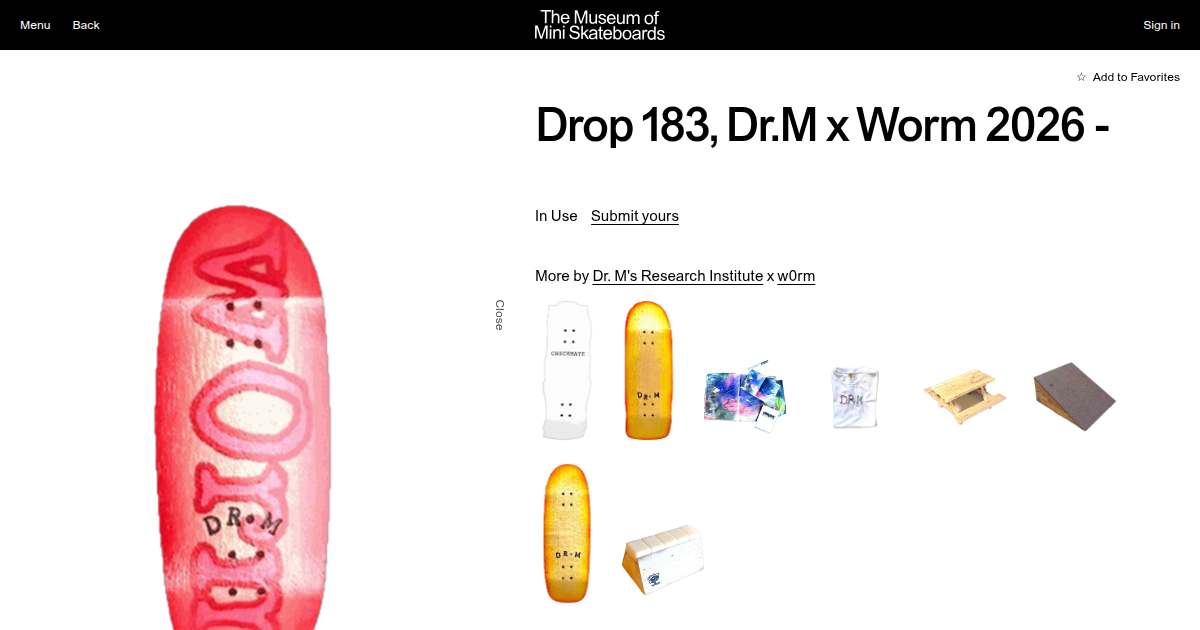 Menu
Back
The Museum of
Mini Skateboards
Sign in
☆ Add to Favorites
Drop 183, Dr.M x Worm 2026 -
In Use
Submit yours
More by Dr. M's Research Institute x w0rm
Close
CHECKMATE
DR.M
DRM
DR.M
DR.M